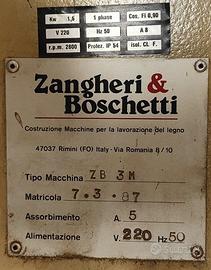 Kw 1,5 1 phase Cos. Fi 0,90
V 220 Hz 50 A 8
r.p.m. 2800 Protez. IP 54 isol. CL F.
Zangheri &
Boschetti
Costruzione Macchine per la lavorazione del legno
47037 Rimini (FO) Italy - Via Romania 8/10
Tipo Macchina ZB 3M
Matricola 7.3.87
Assorbimento A. 5
Alimentazione V. 220 Hz 50